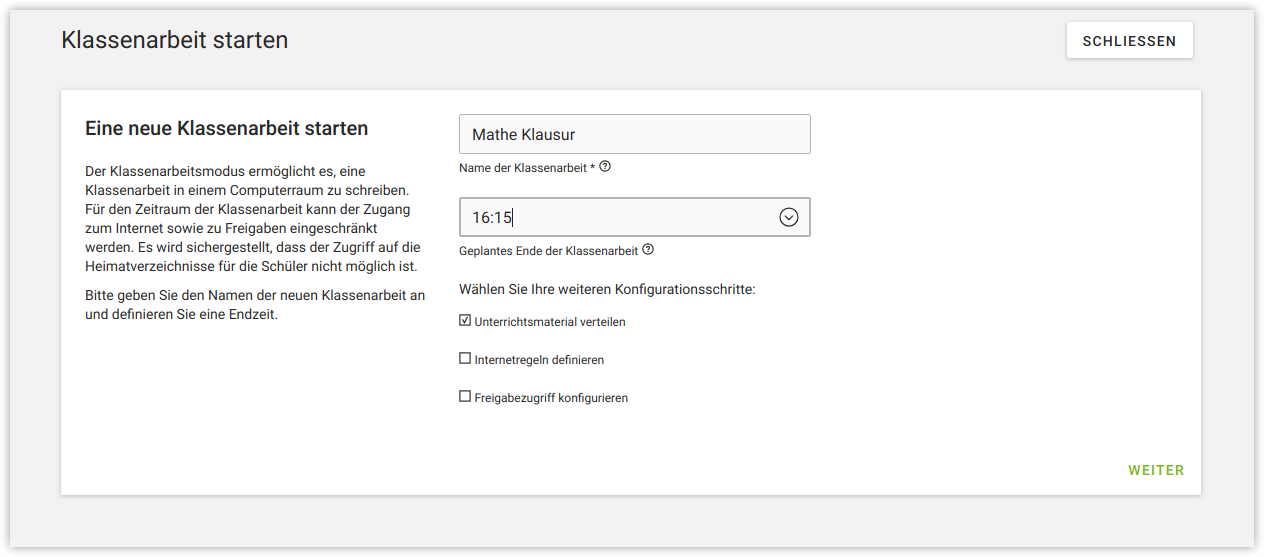 Klassenarbeit starten
SCHLIESSEN
Eine neue Klassenarbeit starten
Der Klassenarbeitsmodus ermöglicht es, eine
Klassenarbeit in einem Computerraum zu schreiben.
Für den Zeitraum der Klassenarbeit kann der Zugang
zum Internet sowie zu Freigaben eingeschränkt
werden. Es wird sichergestellt, dass der Zugriff auf die
Heimatverzeichnisse für die Schüler nicht möglich ist.
Bitte geben Sie den Namen der neuen Klassenarbeit an
und definieren Sie eine Endzeit.
Mathe Klausur
Name der Klassenarbeit *
16:15
Geplantes Ende der Klassenarbeit
Wählen Sie Ihre weiteren Konfigurationsschritte:
Unterrichtsmaterial verteilen
Internetregeln definieren
Freigabezugriff konfigurieren
WEITER